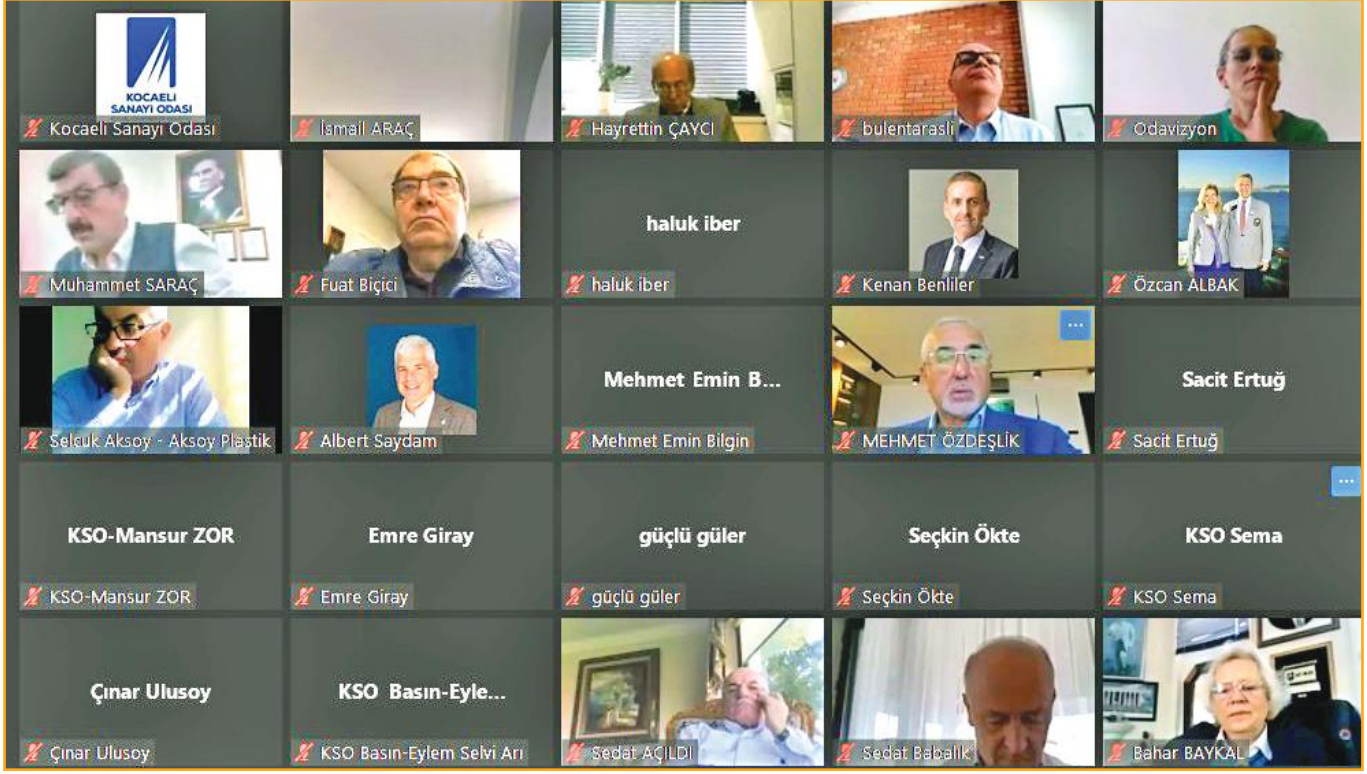 KOCAELİ
SANAYİ ODASI
Kocaeli Sanayi Odası
İsmail ARAÇ
Hayrettin ÇAYCI
bulentarasli
Odavizyon
Muhammet SARAÇ
Fuat Biçici
haluk iber
haluk iber
Kenan Benliler
Özcan ALBAK
Selcuk Aksoy - Aksoy Plastik
Albert Saydam
Mehmet Emin B...
Mehmet Emin Bilgin
MEHMET ÖZDEŞLİK
Sacit Ertuğ
Sacit Ertuğ
KSO-Mansur ZOR
KSO-Mansur ZOR
Emre Giray
Emre Giray
güçlü güler
güçlü güler
Seçkin Ökte
Seçkin Ökte
KSO Sema
KSO Sema
Çınar Ulusoy
Çınar Ulusoy
KSO Basın-Eyle...
KSO Basın-Eylem Selvi Arı
Sedat AÇILDI
Sedat Babalık
Bahar BAYKAL